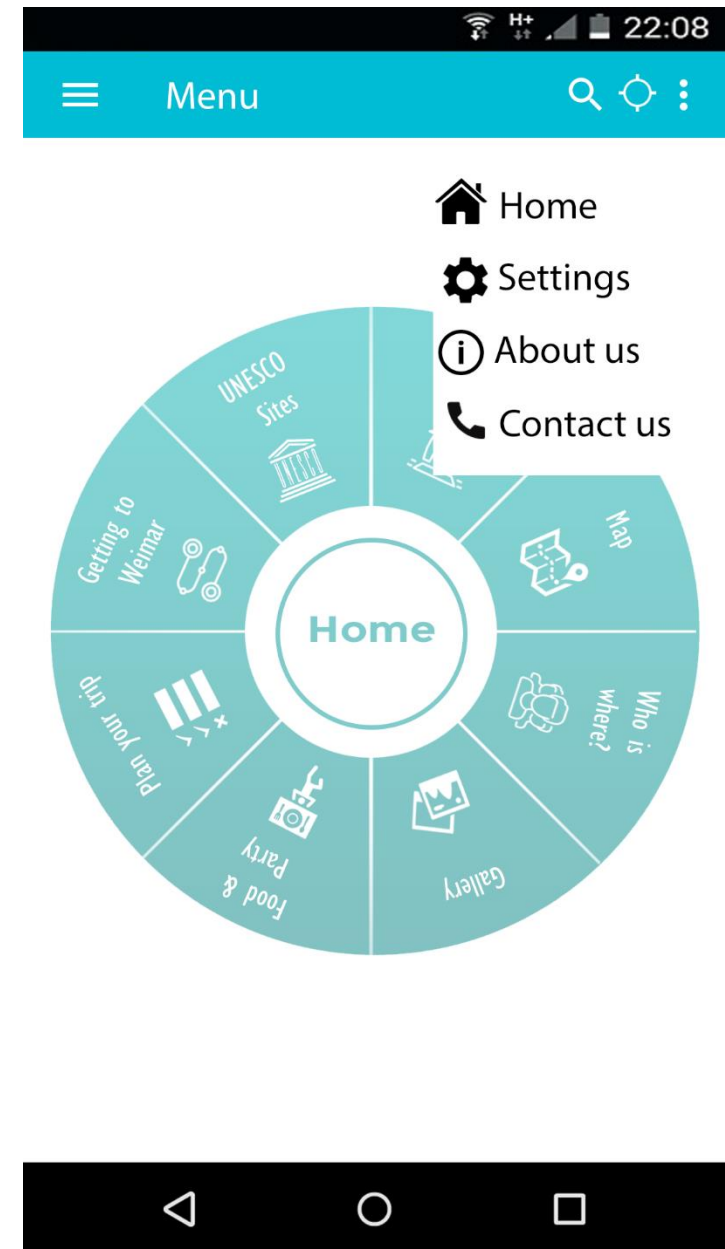 H+ 22:08
Menu
Home
Settings
About us
Contact us
UNESCO
Sites
UNESCO
Map
Getting to
Weimar
Home
Who is
where?
Plan your trip
Gallery
Food &
Party